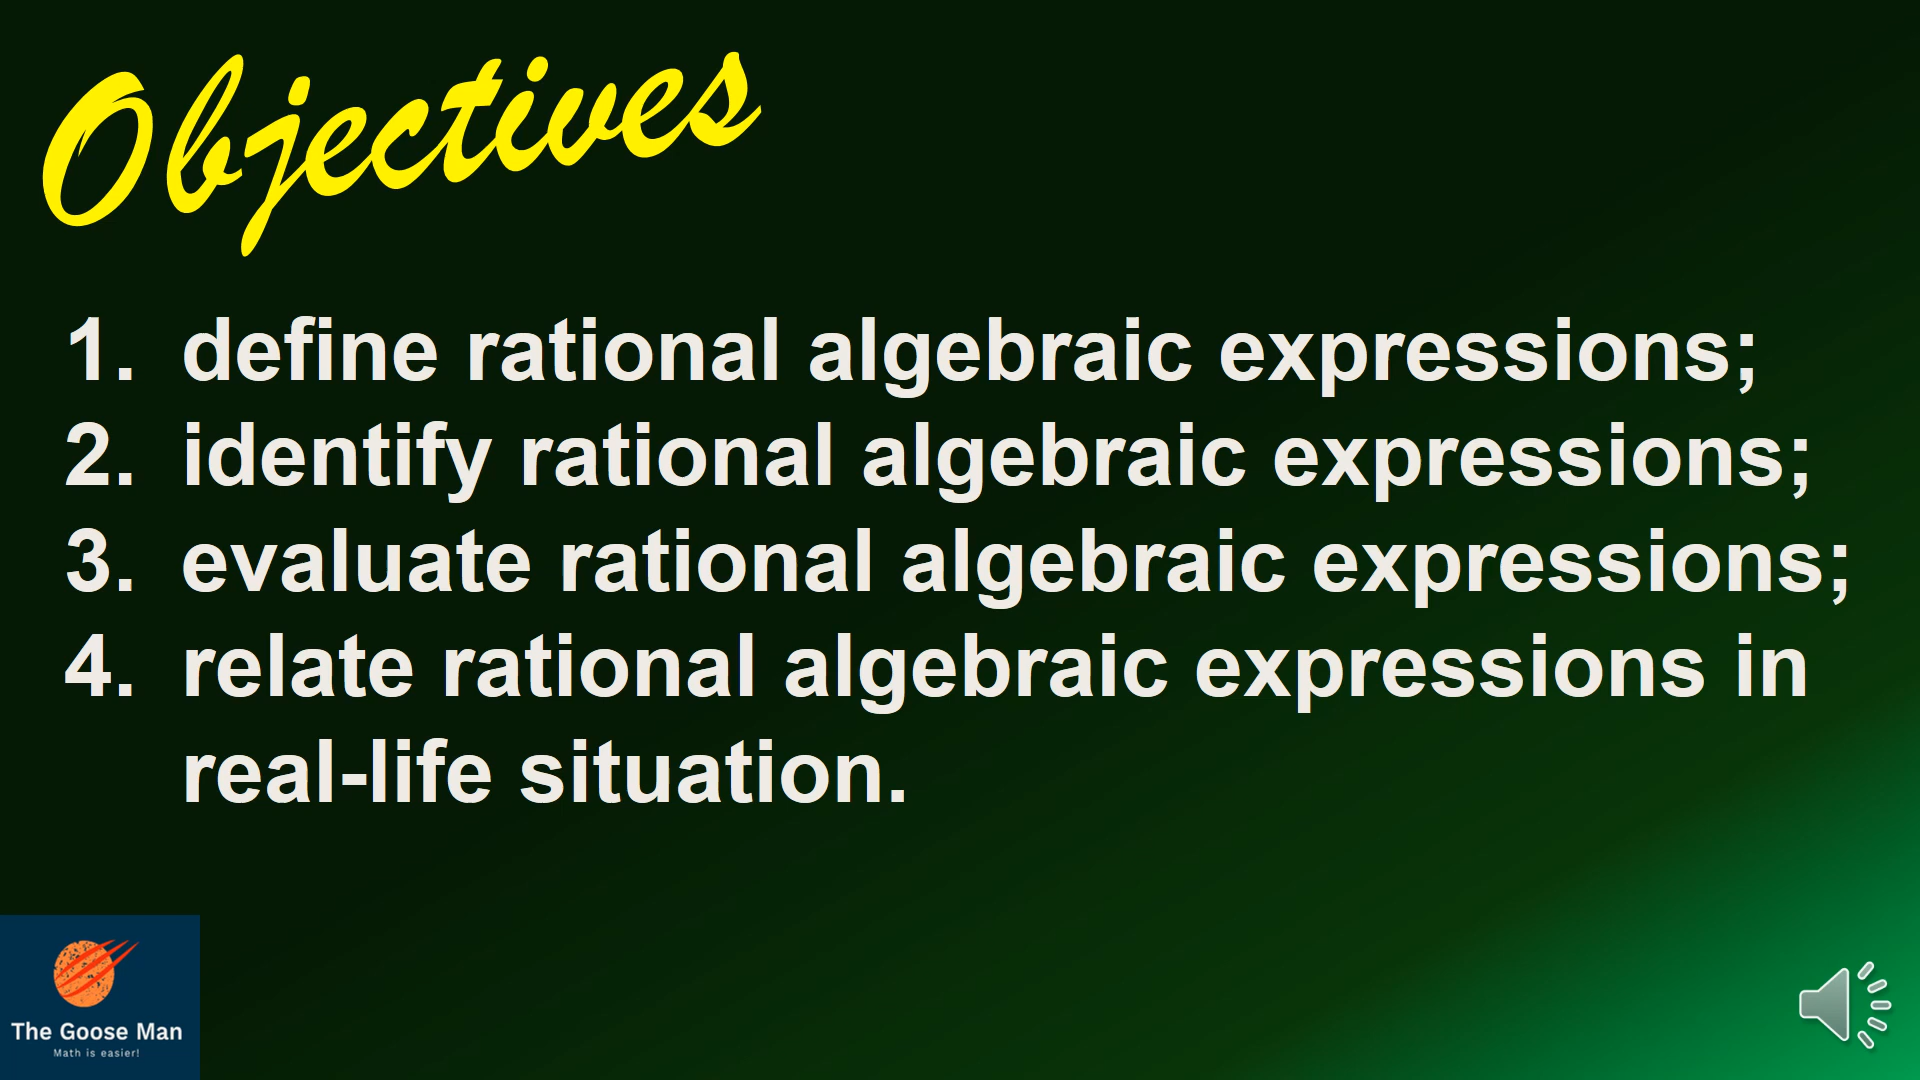 Objectives
1. define rational algebraic expressions;
2. identify rational algebraic expressions;
3. evaluate rational algebraic expressions;
4. relate rational algebraic expressions in
real-life situation.
The Goose Man
Math is easier!